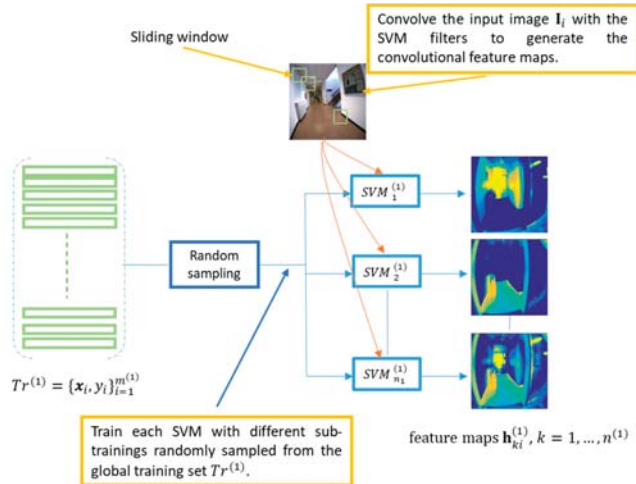 Convolve the input image I_i with the
SVM filters to generate the
convolutional feature maps.
Sliding window
SVM_1^{(1)}
Random
sampling
SVM_2^{(1)}
SVM_{n_1}^{(1)}
Tr^{(1)} = {x_i, y_i}_{i=1}^{m^{(1)}}
Train each SVM with different sub-
trainings randomly sampled from the
global training set Tr^{(1)}.
feature maps h_{ki}^{(1)}, k = 1, ..., n^{(1)}